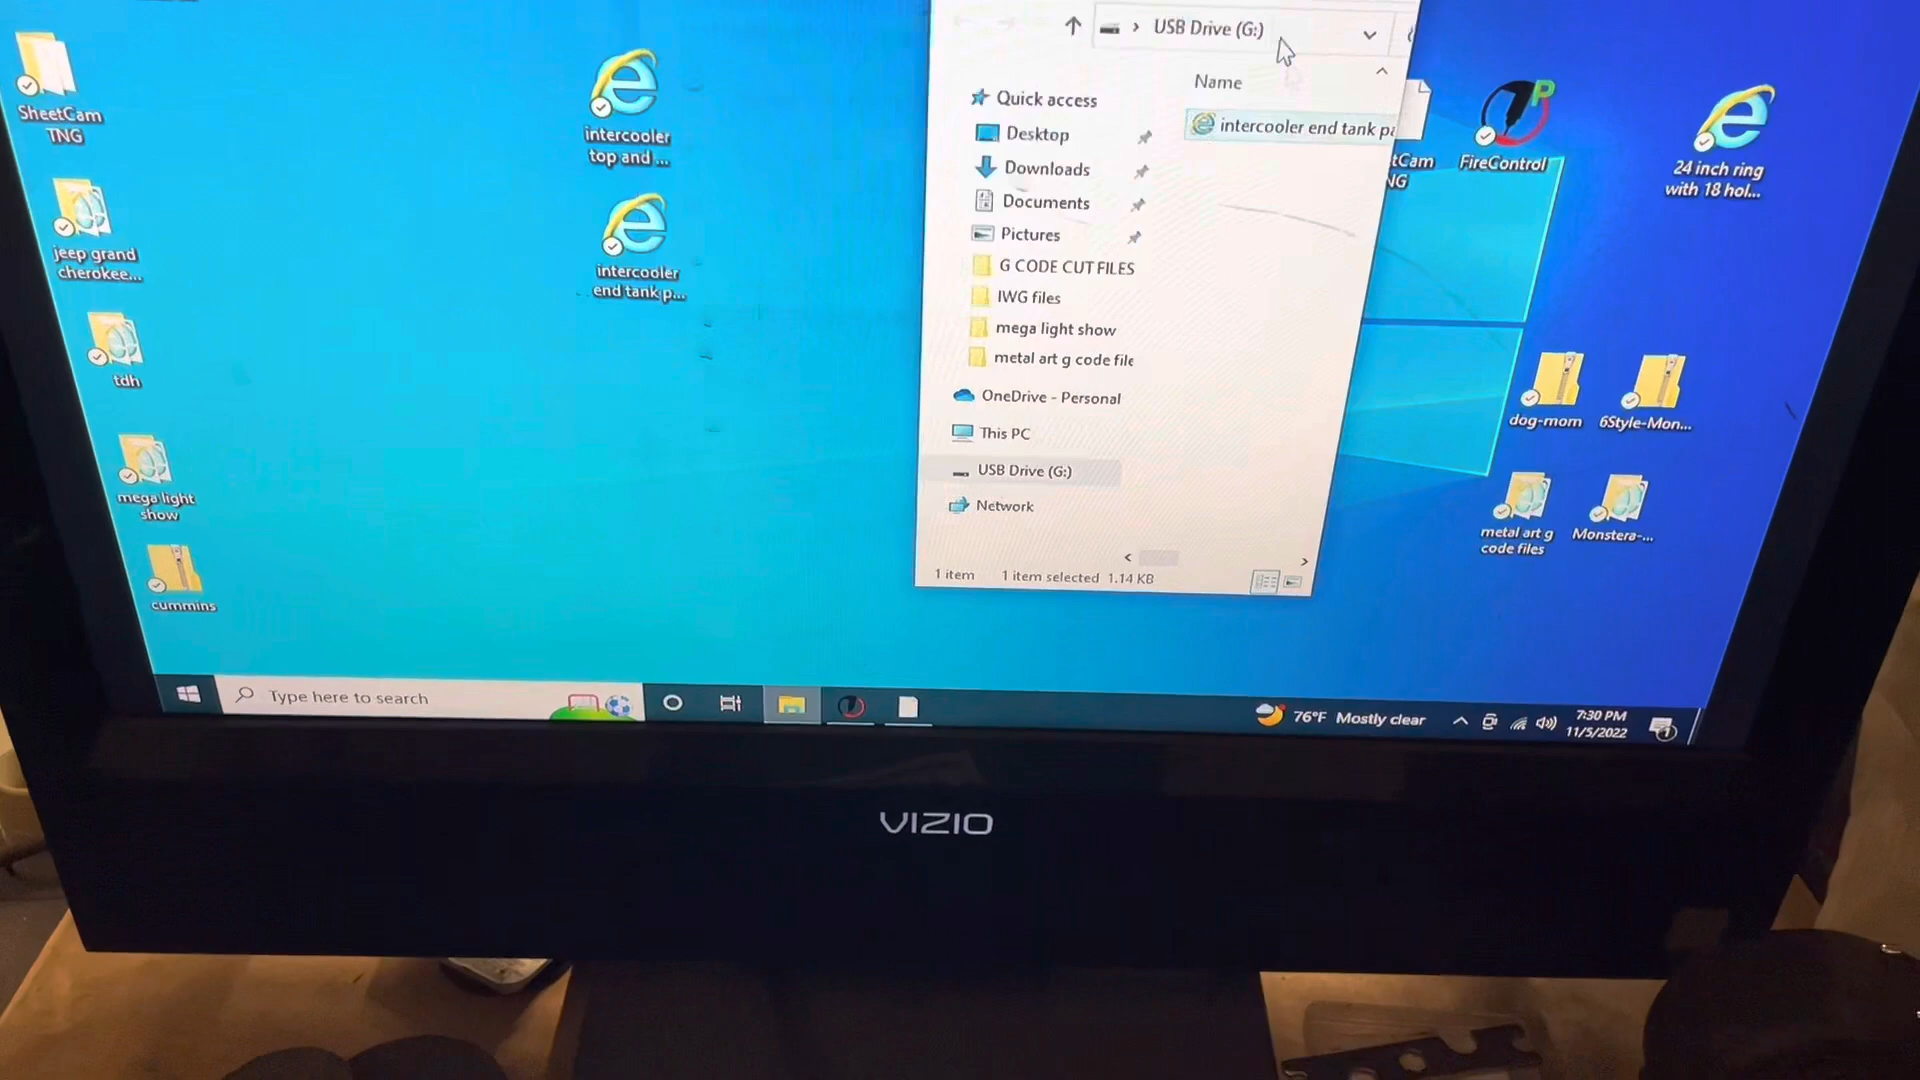 SheetCam
TNG
jeep grand
cherokee...
tdh
mega light
show
cummins
intercooler
top and ...
intercooler
end tank p...
USB Drive (G:)
Name
intercooler end tank pa
Quick access
Desktop
Downloads
Documents
Pictures
G CODE CUT FILES
IWG files
mega light show
metal art g code file
OneDrive - Personal
This PC
USB Drive (G:)
Network
1 item 1 item selected 1.14 KB
tCam
NG
FireControl
24 inch ring
with 18 hol...
dog-mom
6Style-Mon...
metal art g
code files
Monstera-...
Type here to search
76°F Mostly clear
7:30 PM
11/5/2022
1
VIZIO